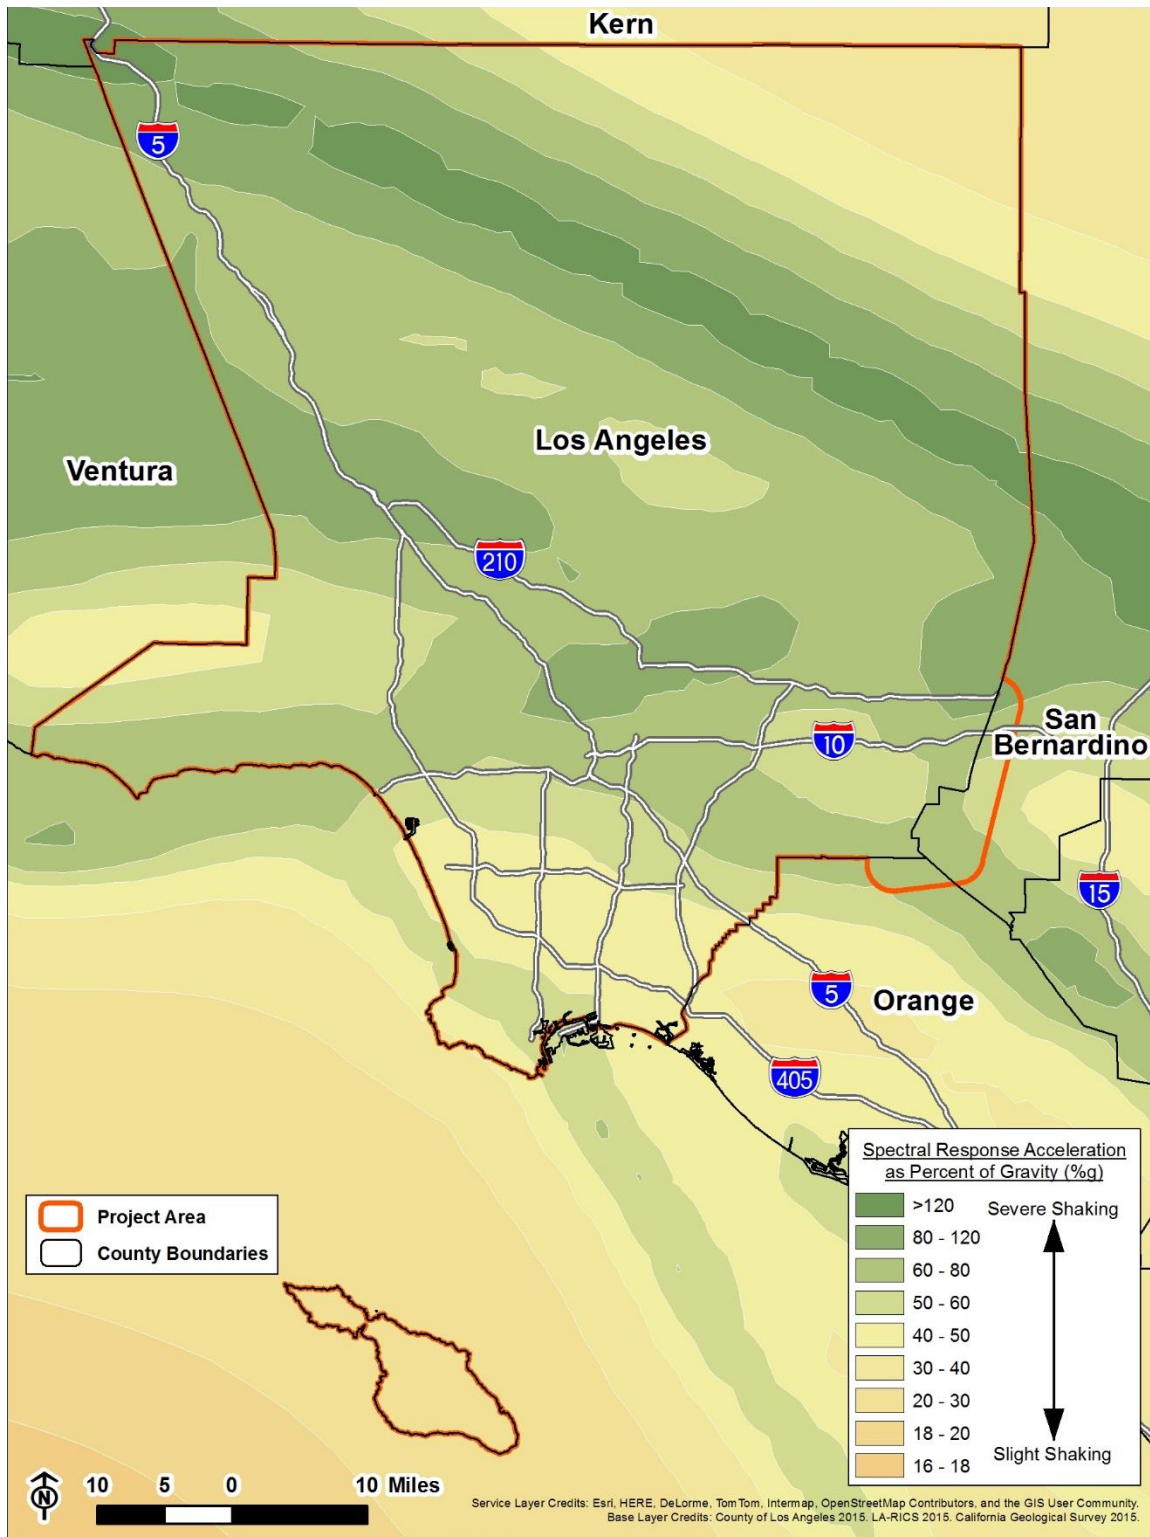 Kern
5
Los Angeles
Ventura
210
San
Bernardino
10
15
5
Orange
405
Spectral Response Acceleration
as Percent of Gravity (%g)
>120
Severe Shaking
80 - 120
60 - 80
50 - 60
40 - 50
30 - 40
20 - 30
18 - 20
Slight Shaking
16 - 18
Project Area
County Boundaries
N
10 5 0 10 Miles
Service Layer Credits: Esri, HERE, DeLorme, TomTom, Intermap, OpenStreetMap Contributors, and the GIS User Community.
Base Layer Credits: County of Los Angeles 2015. LA-RICS 2015. California Geological Survey 2015.